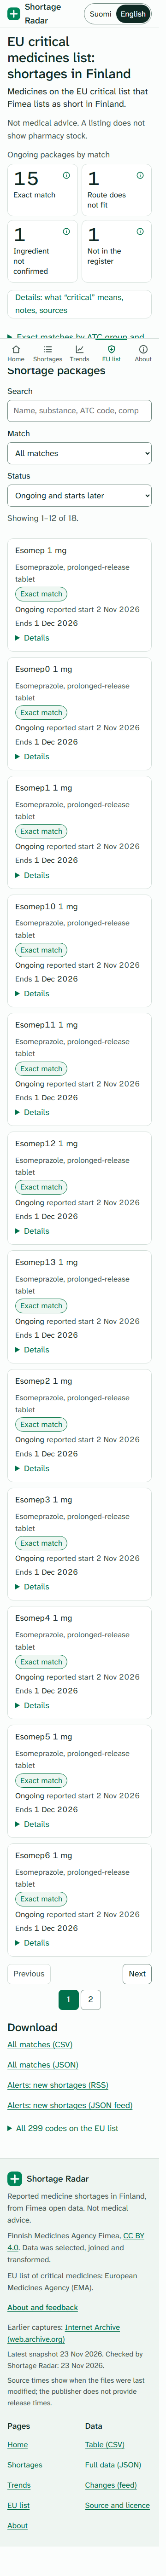 Shortage
Radar
Suomi
English
EU critical
medicines list:
shortages in Finland
Medicines on the EU critical list that
Fimea lists as short in Finland.
Not medical advice. A listing does not
show pharmacy stock.
Ongoing packages by match
15
Exact match
1
Route does
not fit
1
Ingredient
not
confirmed
1
Not in the
register
Details: what “critical” means,
notes, sources
Exact matches by ATC group and
Home
Shortages
Trends
EU list
About
Shortage packages
Search
Name, substance, ATC code, comp
Match
All matches
Status
Ongoing and starts later
Showing 1–12 of 18.
Esomep 1 mg
Esomeprazole, prolonged-release
tablet
Exact match
Ongoing reported start 2 Nov 2026
Ends 1 Dec 2026
Details
Esomep0 1 mg
Esomeprazole, prolonged-release
tablet
Exact match
Ongoing reported start 2 Nov 2026
Ends 1 Dec 2026
Details
Esomep1 1 mg
Esomeprazole, prolonged-release
tablet
Exact match
Ongoing reported start 2 Nov 2026
Ends 1 Dec 2026
Details
Esomep10 1 mg
Esomeprazole, prolonged-release
tablet
Exact match
Ongoing reported start 2 Nov 2026
Ends 1 Dec 2026
Details
Esomep11 1 mg
Esomeprazole, prolonged-release
tablet
Exact match
Ongoing reported start 2 Nov 2026
Ends 1 Dec 2026
Details
Esomep12 1 mg
Esomeprazole, prolonged-release
tablet
Exact match
Ongoing reported start 2 Nov 2026
Ends 1 Dec 2026
Details
Esomep13 1 mg
Esomeprazole, prolonged-release
tablet
Exact match
Ongoing reported start 2 Nov 2026
Ends 1 Dec 2026
Details
Esomep2 1 mg
Esomeprazole, prolonged-release
tablet
Exact match
Ongoing reported start 2 Nov 2026
Ends 1 Dec 2026
Details
Esomep3 1 mg
Esomeprazole, prolonged-release
tablet
Exact match
Ongoing reported start 2 Nov 2026
Ends 1 Dec 2026
Details
Esomep4 1 mg
Esomeprazole, prolonged-release
tablet
Exact match
Ongoing reported start 2 Nov 2026
Ends 1 Dec 2026
Details
Esomep5 1 mg
Esomeprazole, prolonged-release
tablet
Exact match
Ongoing reported start 2 Nov 2026
Ends 1 Dec 2026
Details
Esomep6 1 mg
Esomeprazole, prolonged-release
tablet
Exact match
Ongoing reported start 2 Nov 2026
Ends 1 Dec 2026
Details
Previous
Next
1
2
Download
All matches (CSV)
All matches (JSON)
Alerts: new shortages (RSS)
Alerts: new shortages (JSON feed)
All 299 codes on the EU list
Shortage Radar
Reported medicine shortages in Finland,
from Fimea open data. Not medical
advice.
Finnish Medicines Agency Fimea, CC BY
4.0. Data was selected, joined and
transformed.
EU list of critical medicines: European
Medicines Agency (EMA).
About and feedback
Earlier captures: Internet Archive
(web.archive.org)
Latest snapshot 23 Nov 2026. Checked by
Shortage Radar: 23 Nov 2026.
Source times show when the files were last
modified; the publisher does not provide
release times.
Pages
Home
Shortages
Trends
EU list
About
Data
Table (CSV)
Full data (JSON)
Changes (feed)
Source and licence